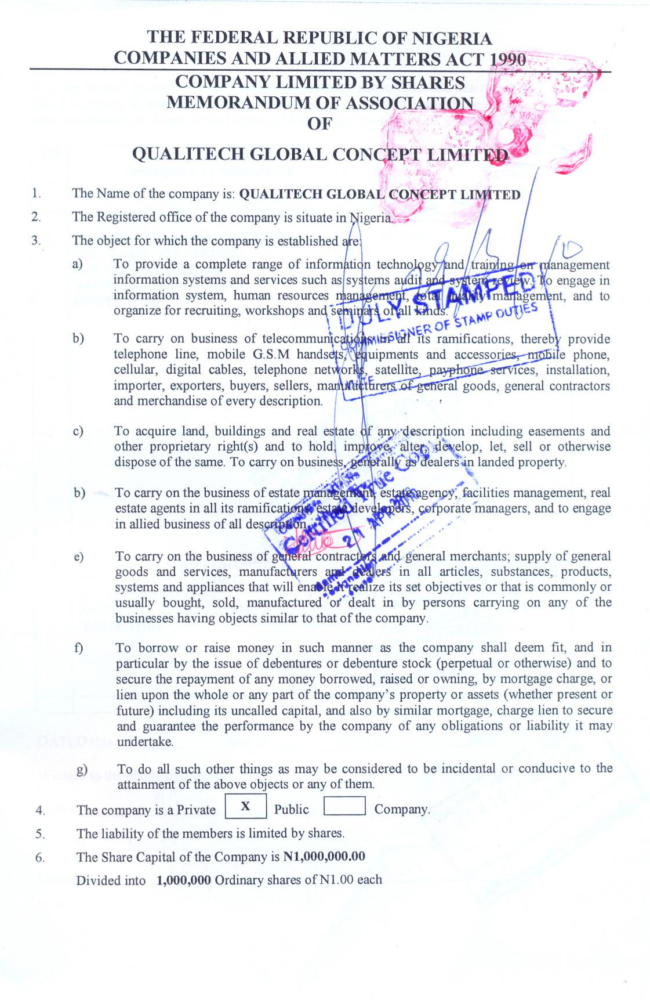 THE FEDERAL REPUBLIC OF NIGERIA
COMPANIES AND ALLIED MATTERS ACT 1990
COMPANY LIMITED BY SHARES
MEMORANDUM OF ASSOCIATION
OF
QUALITECH GLOBAL CONCEPT LIMITED
1. The Name of the company is: QUALITECH GLOBAL CONCEPT LIMITED
2. The Registered office of the company is situate in Nigeria.
3. The object for which the company is established are:
a) To provide a complete range of information technology and training on management
information systems and services such as systems audit and system review. To engage in
information system, human resources management, total quality management, and to
organize for recruiting, workshops and seminars of all kinds.
DULY STAMPED
COMMISSIONER OF STAMP DUTIES
DATE
b) To carry on business of telecommunications in all its ramifications, thereby provide
telephone line, mobile G.S.M handsets, equipments and accessories, mobile phone,
cellular, digital cables, telephone networks, satellite, payphone services, installation,
importer, exporters, buyers, sellers, manufacturers of general goods, general contractors
and merchandise of every description.
c) To acquire land, buildings and real estate of any description including easements and
other proprietary right(s) and to hold, improve, alter, develop, let, sell or otherwise
dispose of the same. To carry on business, generally as dealers in landed property.
Certified True Copy
21 APR 2010
b) To carry on the business of estate management, estate agency, facilities management, real
estate agents in all its ramifications, estate developers, corporate managers, and to engage
in allied business of all description.
e) To carry on the business of general contractors and general merchants; supply of general
goods and services, manufacturers and dealers in all articles, substances, products,
systems and appliances that will enable it realize its set objectives or that is commonly or
usually bought, sold, manufactured or dealt in by persons carrying on any of the
businesses having objects similar to that of the company.
f) To borrow or raise money in such manner as the company shall deem fit, and in
particular by the issue of debentures or debenture stock (perpetual or otherwise) and to
secure the repayment of any money borrowed, raised or owning, by mortgage charge, or
lien upon the whole or any part of the company's property or assets (whether present or
future) including its uncalled capital, and also by similar mortgage, charge lien to secure
and guarantee the performance by the company of any obligations or liability it may
undertake.
g) To do all such other things as may be considered to be incidental or conducive to the
attainment of the above objects or any of them.
4. The company is a Private X Public Company.
5. The liability of the members is limited by shares.
6. The Share Capital of the Company is N1,000,000.00
Divided into 1,000,000 Ordinary shares of N1.00 each